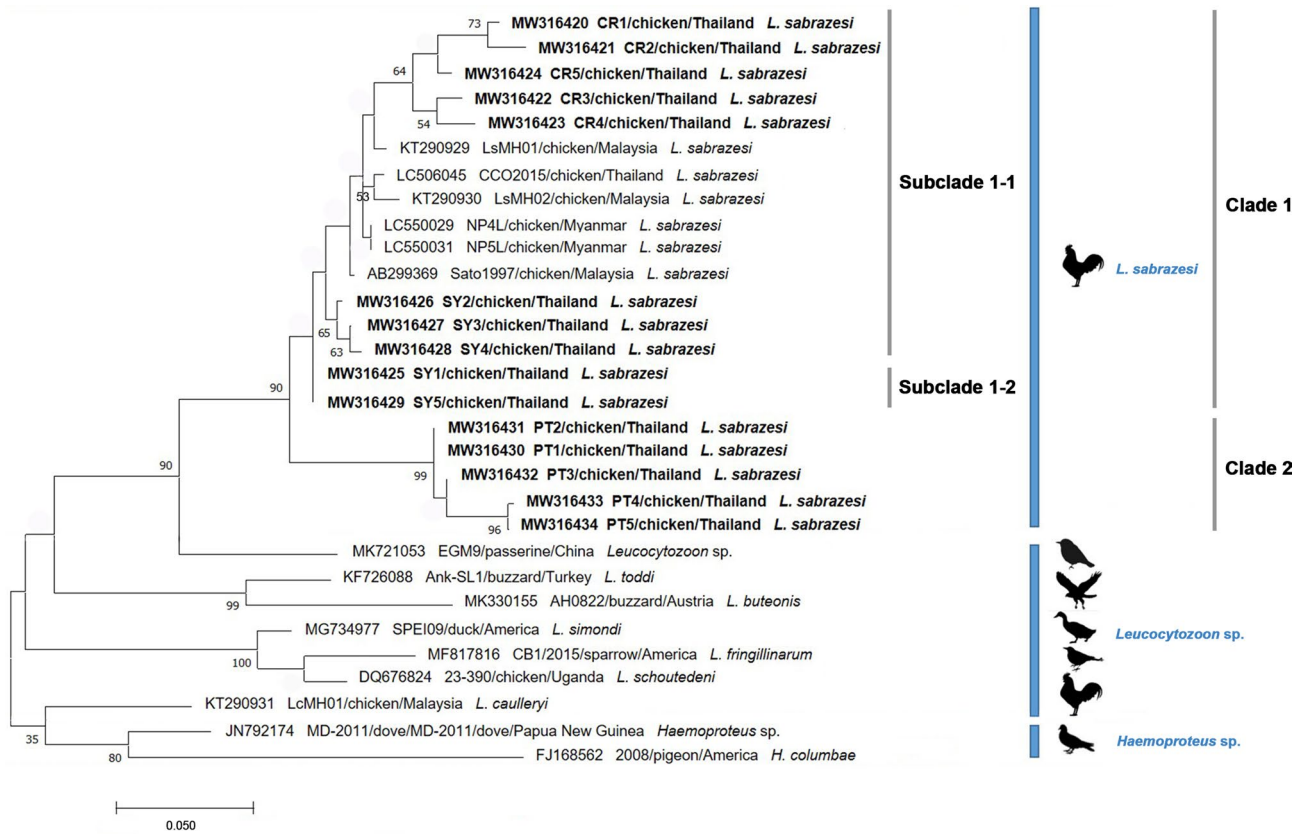 73
MW316420 CR1/chicken/Thailand L. sabrazesi
MW316421 CR2/chicken/Thailand L. sabrazesi
64
MW316424 CR5/chicken/Thailand L. sabrazesi
MW316422 CR3/chicken/Thailand L. sabrazesi
54
MW316423 CR4/chicken/Thailand L. sabrazesi
KT290929 LsMH01/chicken/Malaysia L. sabrazesi
LC506045 CCO2015/chicken/Thailand L. sabrazesi
53
KT290930 LsMH02/chicken/Malaysia L. sabrazesi
LC550029 NP4L/chicken/Myanmar L. sabrazesi
LC550031 NP5L/chicken/Myanmar L. sabrazesi
AB299369 Sato1997/chicken/Malaysia L. sabrazesi
MW316426 SY2/chicken/Thailand L. sabrazesi
65
MW316427 SY3/chicken/Thailand L. sabrazesi
63
MW316428 SY4/chicken/Thailand L. sabrazesi
MW316425 SY1/chicken/Thailand L. sabrazesi
90
MW316429 SY5/chicken/Thailand L. sabrazesi
MW316431 PT2/chicken/Thailand L. sabrazesi
MW316430 PT1/chicken/Thailand L. sabrazesi
90
99
MW316432 PT3/chicken/Thailand L. sabrazesi
MW316433 PT4/chicken/Thailand L. sabrazesi
96
MW316434 PT5/chicken/Thailand L. sabrazesi
MK721053 EGM9/passerine/China Leucocytozoon sp.
KF726088 Ank-SL1/buzzard/Turkey L. toddi
99
MK330155 AH0822/buzzard/Austria L. buteonis
MG734977 SPEI09/duck/America L. simondi
MF817816 CB1/2015/sparrow/America L. fringillinarum
100
DQ676824 23-390/chicken/Uganda L. schoutedeni
KT290931 LcMH01/chicken/Malaysia L. caulleryi
JN792174 MD-2011/dove/MD-2011/dove/Papua New Guinea Haemoproteus sp.
35
80
FJ168562 2008/pigeon/America H. columbae
0.050
Subclade 1-1
Subclade 1-2
L. sabrazesi
Leucocytozoon sp.
Haemoproteus sp.
Clade 1
Clade 2